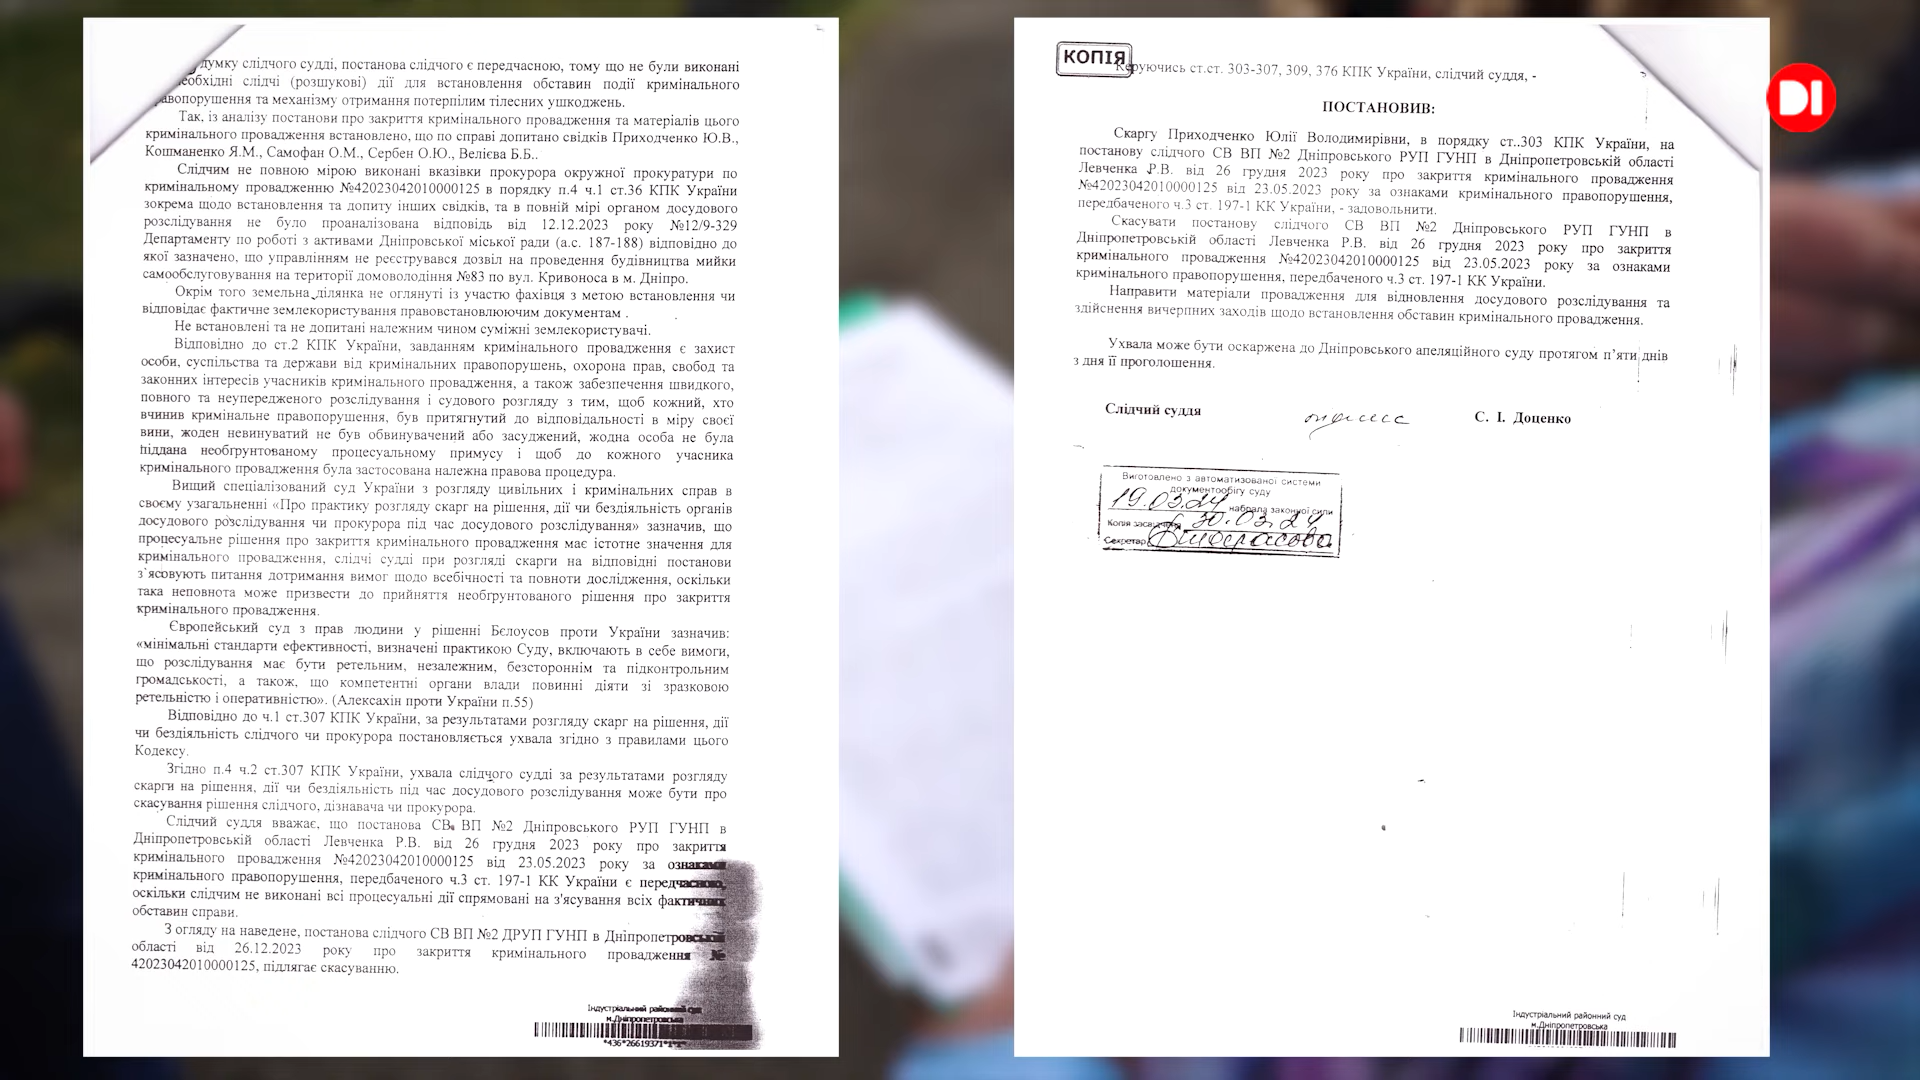 думку слідчого судді, постанова слідчого є передчасною, тому що не були виконані
необхідні слідчі (розшукові) дії для встановлення обставин події кримінального
правопорушення та механізму отримання потерпілим тілесних ушкоджень.
Так, із аналізу постанови про закриття кримінального провадження та матеріалів цього
кримінального провадження встановлено, що по справі допитано свідків Приходченко Ю.В.,
Кошманенко Я.М., Самофан О.М., Сербен О.Ю., Велієва Б.Б..
Слідчим не повною мірою виконані вказівки прокурора окружної прокуратури по
кримінальному провадженню №42023042010000125 в порядку п.4 ч.1 ст.36 КПК України
зокрема щодо встановлення та допиту інших свідків, та в повній мірі органом досудового
розслідування не було проаналізована відповідь від 12.12.2023 року №12/9-329
Департаменту по роботі з активами Дніпровської міської ради (а.с. 187-188) відповідно до
якої зазначено, що управлінням не реєструвався дозвіл на проведення будівництва мийки
самообслуговування на території домоволодіння №83 по вул. Кривоноса в м. Дніпро.
Окрім того земельна ділянка не оглянуті із участю фахівця з метою встановлення чи
відповідає фактичне землекористування правовстановлюючим документам .
Не встановлені та не допитані належним чином суміжні землекористувачі.
Відповідно до ст.2 КПК України, завданням кримінального провадження є захист
особи, суспільства та держави від кримінальних правопорушень, охорона прав, свобод та
законних інтересів учасників кримінального провадження, а також забезпечення швидкого,
повного та неупередженого розслідування і судового розгляду з тим, щоб кожний, хто
вчинив кримінальне правопорушення, був притягнутий до відповідальності в міру своєї
вини, жоден невинуватий не був обвинувачений або засуджений, жодна особа не була
піддана необґрунтованому процесуальному примусу і щоб до кожного учасника
кримінального провадження була застосована належна правова процедура.
Вищий спеціалізований суд України з розгляду цивільних і кримінальних справ в
своєму узагальненні «Про практику розгляду скарг на рішення, дії чи бездіяльність органів
досудового розслідування чи прокурора під час досудового розслідування» зазначив, що
процесуальне рішення про закриття кримінального провадження має істотне значення для
кримінального провадження, слідчі судді при розгляді скарги на відповідні постанови
з`ясовують питання дотримання вимог щодо всебічності та повноти дослідження, оскільки
така неповнота може призвести до прийняття необґрунтованого рішення про закриття
кримінального провадження.
Європейський суд з прав людини у рішенні Бєлоусов проти України зазначив:
«мінімальні стандарти ефективності, визначені практикою Суду, включають в себе вимоги,
що розслідування має бути ретельним, незалежним, безстороннім та підконтрольним
громадськості, а також, що компетентні органи влади повинні діяти зі зразковою
ретельністю і оперативністю». (Алексахін проти України п.55)
Відповідно до ч.1 ст.307 КПК України, за результатами розгляду скарг на рішення, дії
чи бездіяльність слідчого чи прокурора постановляється ухвала згідно з правилами цього
Кодексу.
Згідно п.4 ч.2 ст.307 КПК України, ухвала слідчого судді за результатами розгляду
скарги на рішення, дії чи бездіяльність під час досудового розслідування може бути про
скасування рішення слідчого, дізнавача чи прокурора.
Слідчий суддя вважає, що постанова СВ ВП №2 Дніпровського РУП ГУНП в
Дніпропетровській області Левченка Р.В. від 26 грудня 2023 року про закриття
кримінального провадження №42023042010000125 від 23.05.2023 року за ознаками
кримінального правопорушення, передбаченого ч.3 ст. 197-1 КК України є передчасною,
оскільки слідчим не виконані всі процесуальні дії спрямовані на з'ясування всіх фактичних
обставин справи.
З огляду на наведене, постанова слідчого СВ ВП №2 ДРУП ГУНП в Дніпропетровській
області від 26.12.2023 року про закриття кримінального провадження №
42023042010000125, підлягає скасуванню.
Індустріальний районний суд
м.Дніпропетровська
КОПІЯ
Керуючись ст.ст. 303-307, 309, 376 КПК України, слідчий суддя, -
ПОСТАНОВИВ:
Скаргу Приходченко Юлії Володимирівни, в порядку ст..303 КПК України, на
постанову слідчого СВ ВП №2 Дніпровського РУП ГУНП в Дніпропетровській області
Левченка Р.В. від 26 грудня 2023 року про закриття кримінального провадження
№42023042010000125 від 23.05.2023 року за ознаками кримінального правопорушення,
передбаченого ч.3 ст. 197-1 КК України, - задовольнити.
Скасувати постанову слідчого СВ ВП №2 Дніпровського РУП ГУНП в
Дніпропетровській області Левченка Р.В. від 26 грудня 2023 року про закриття
кримінального провадження №42023042010000125 від 23.05.2023 року за ознаками
кримінального правопорушення, передбаченого ч.3 ст. 197-1 КК України.
Направити матеріали провадження для відновлення досудового розслідування та
здійснення вичерпних заходів щодо встановлення обставин кримінального провадження.
Ухвала може бути оскаржена до Дніпровського апеляційного суду протягом п’яти днів
з дня її проголошення.
Слідчий суддя підпис С. І. Доценко
Виготовлено з автоматизованої системи
документообігу суду
19.03.24 набрала законної сили
Копія засвідчена 30.03.24
Секретар
Індустріальний районний суд
м.Дніпропетровська
DI